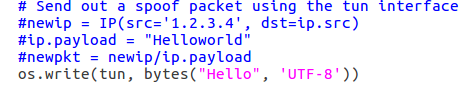 # Send out a spoof packet using the tun interface
#newip = IP(src='1.2.3.4', dst=ip.src)
#ip.payload = "Helloworld"
#newpkt = newip/ip.payload
os.write(tun, bytes("Hello", 'UTF-8'))